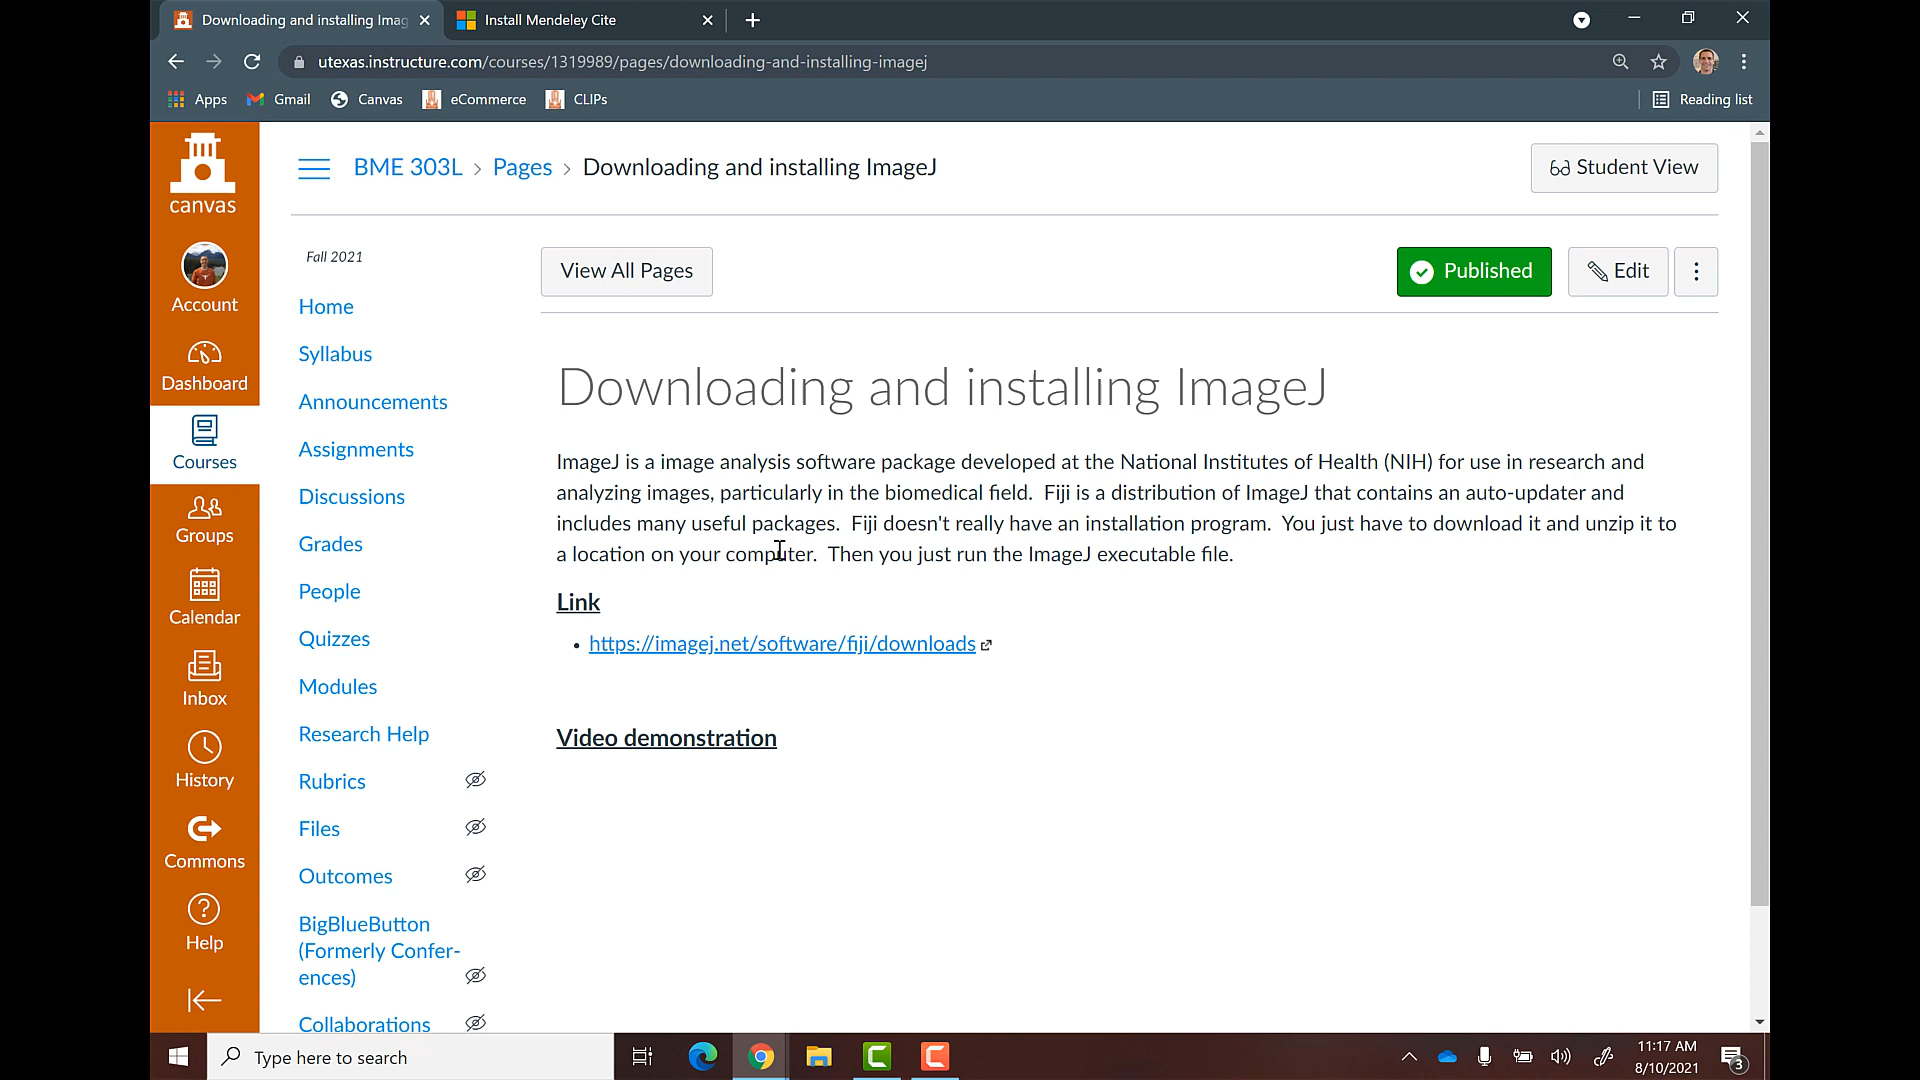 Downloading and installing Imag
Install Mendeley Cite
utexas.instructure.com/courses/1319989/pages/downloading-and-installing-imagej
Apps
Gmail
Canvas
eCommerce
CLIPs
Reading list
canvas
Account
Dashboard
Courses
Groups
Calendar
Inbox
History
Commons
Help
BME 303L > Pages > Downloading and installing ImageJ
Student View
Fall 2021
Home
Syllabus
Announcements
Assignments
Discussions
Grades
People
Quizzes
Modules
Research Help
Rubrics
Files
Outcomes
BigBlueButton
(Formerly Confer-
ences)
Collaborations
View All Pages
Published
Edit
Downloading and installing ImageJ
ImageJ is a image analysis software package developed at the National Institutes of Health (NIH) for use in research and
analyzing images, particularly in the biomedical field.  Fiji is a distribution of ImageJ that contains an auto-updater and
includes many useful packages.  Fiji doesn't really have an installation program.  You just have to download it and unzip it to
a location on your computer.  Then you just run the ImageJ executable file.
Link
• https://imagej.net/software/fiji/downloads
Video demonstration
Type here to search
11:17 AM
8/10/2021
3